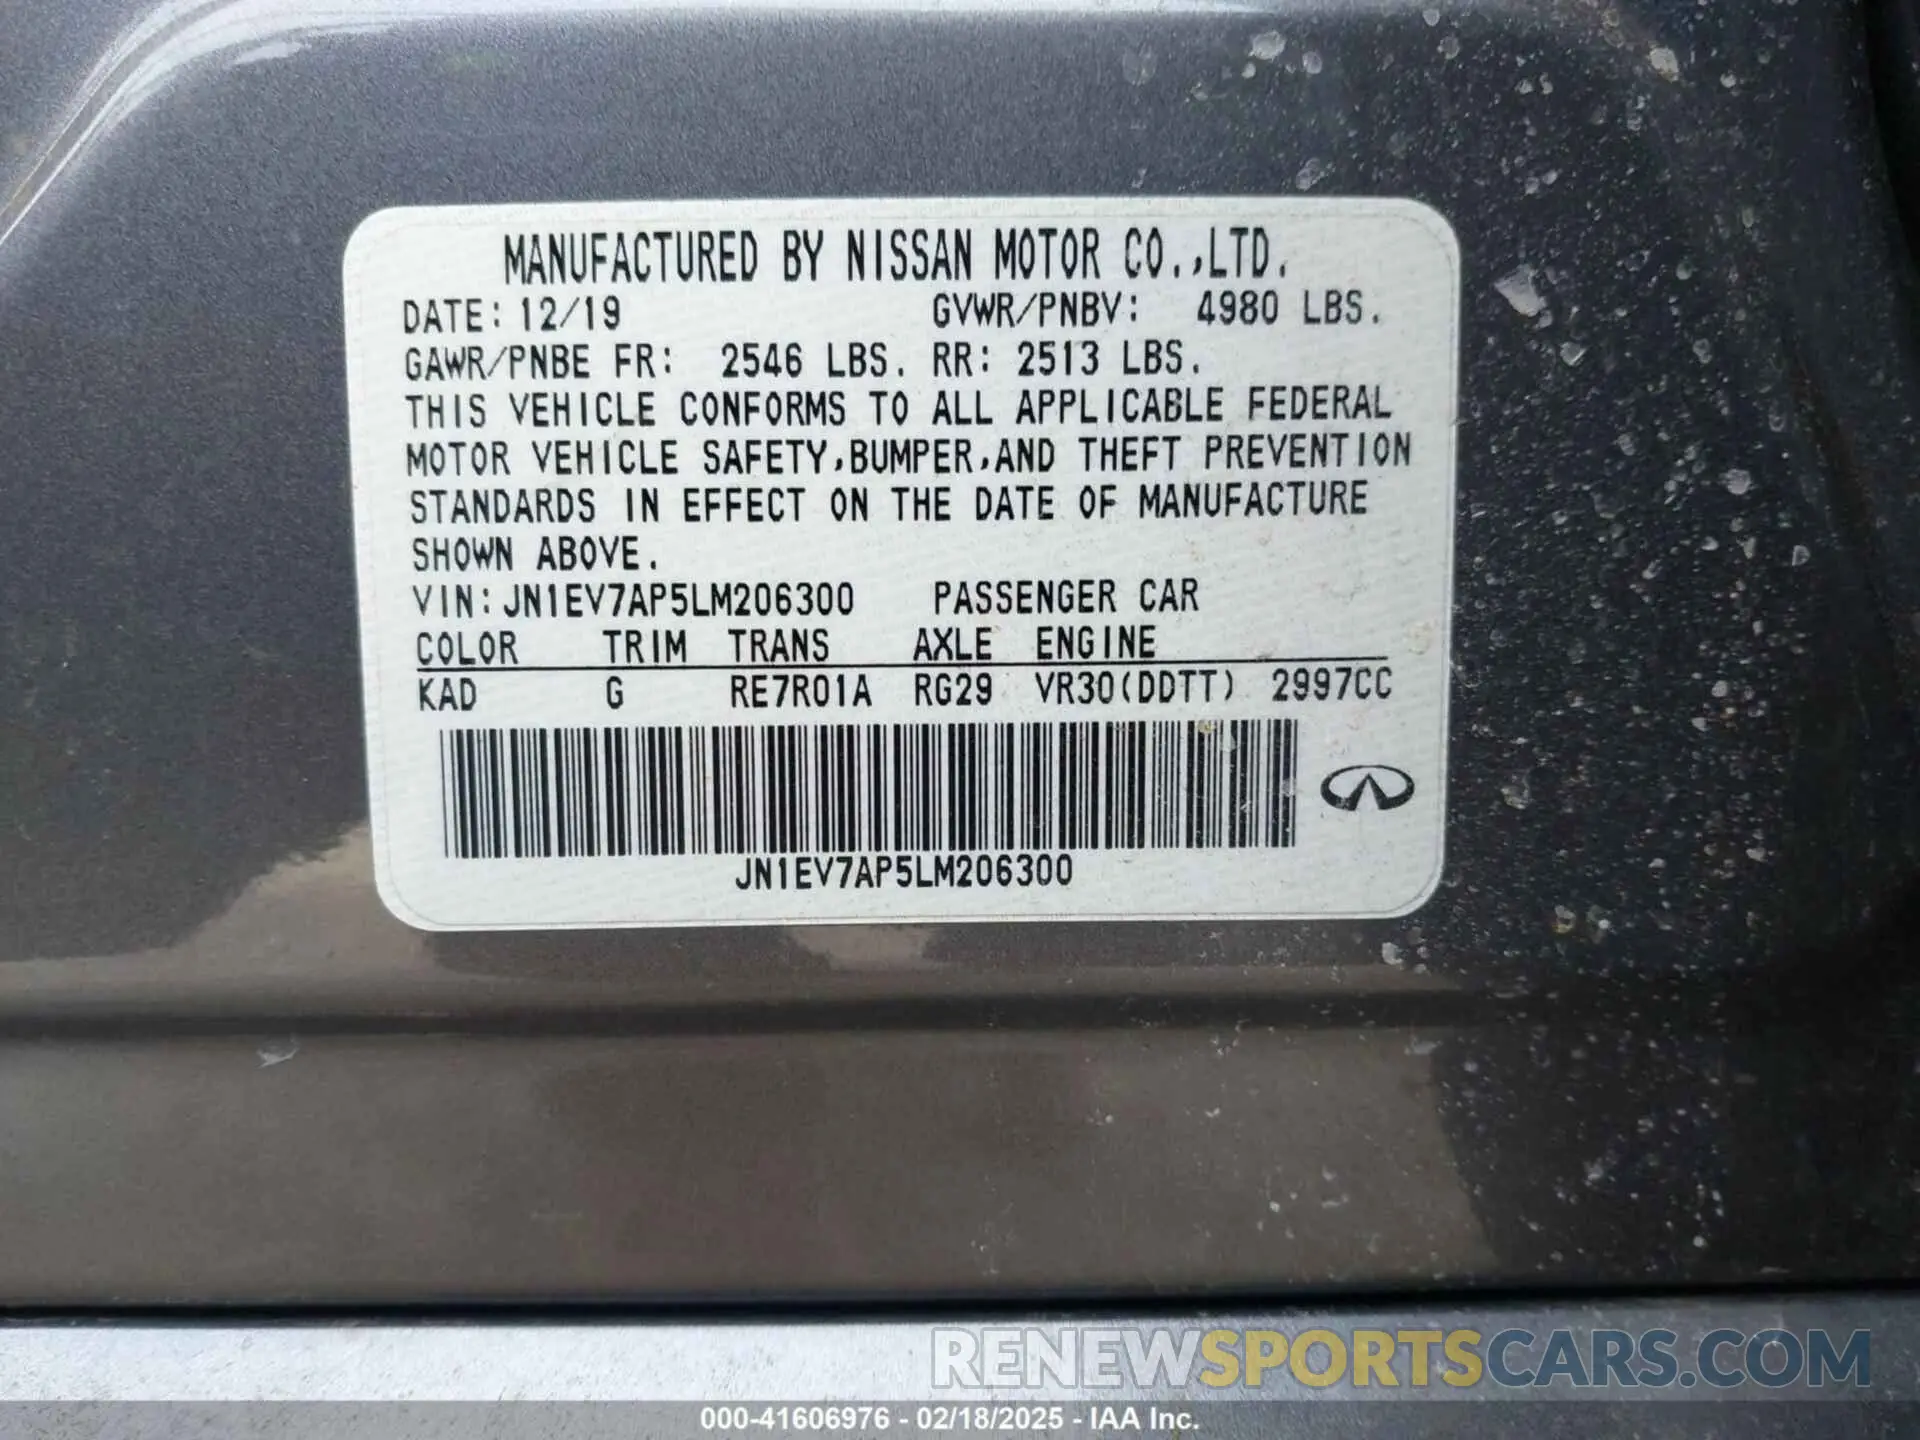 MANUFACTURED BY NISSAN MOTOR CO.,LTD.
DATE: 12/19 GVWR/PNBV: 4980 LBS.
GAWR/PNBE FR: 2546 LBS. RR: 2513 LBS.
THIS VEHICLE CONFORMS TO ALL APPLICABLE FEDERAL
MOTOR VEHICLE SAFETY,BUMPER,AND THEFT PREVENTION
STANDARDS IN EFFECT ON THE DATE OF MANUFACTURE
SHOWN ABOVE.
VIN: JN1EV7AP5LM206300 PASSENGER CAR
COLOR TRIM TRANS AXLE ENGINE
KAD G RE7R01A RG29 VR30(DDTT) 2997CC
JN1EV7AP5LM206300
RENEWSPORTSCARS.COM
000-41606976 - 02/18/2025 - IAA Inc.